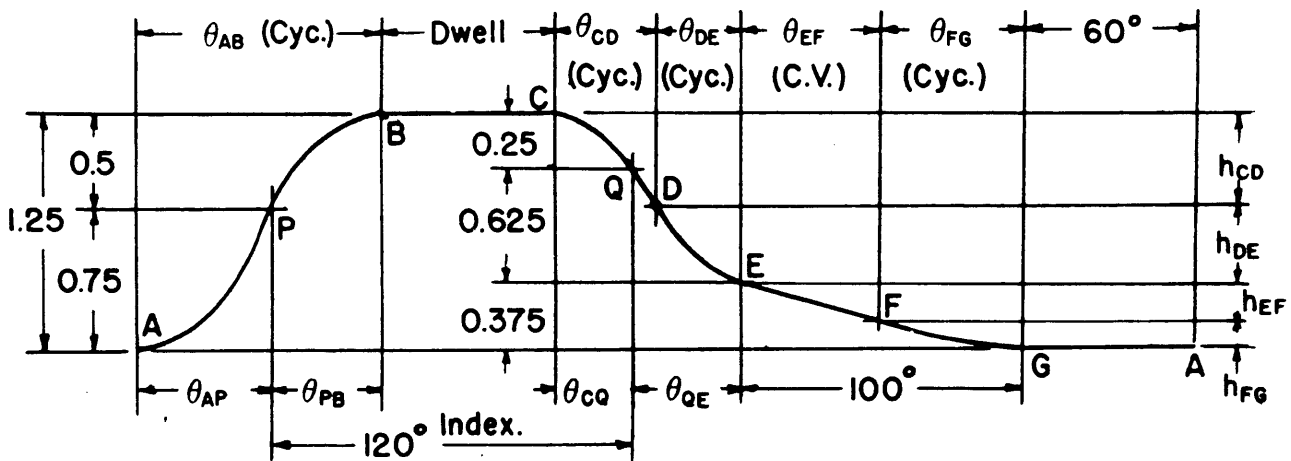 θAB (Cyc.) Dwell θCD θDE θEF θFG 60°
(Cyc.) (Cyc.) (C.V.) (Cyc.)
C
B
0.5 0.25 hCD
Q D
1.25 P 0.625
hDE
0.75 E
A F hEF
0.375
G A
θAP θPB θCQ θQE 100° hFG
120° Index.